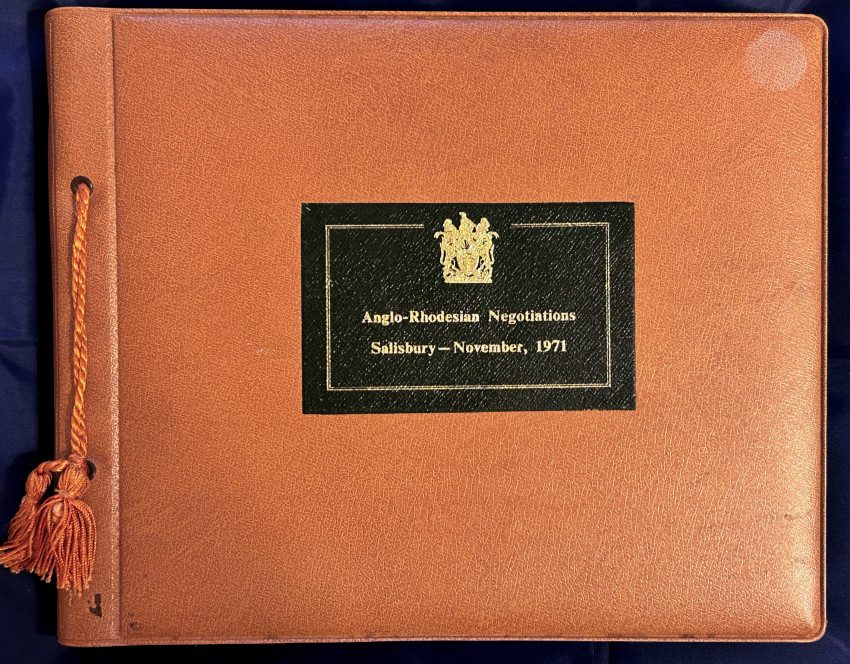 Anglo-Rhodesian Negotiations
Salisbury — November, 1971